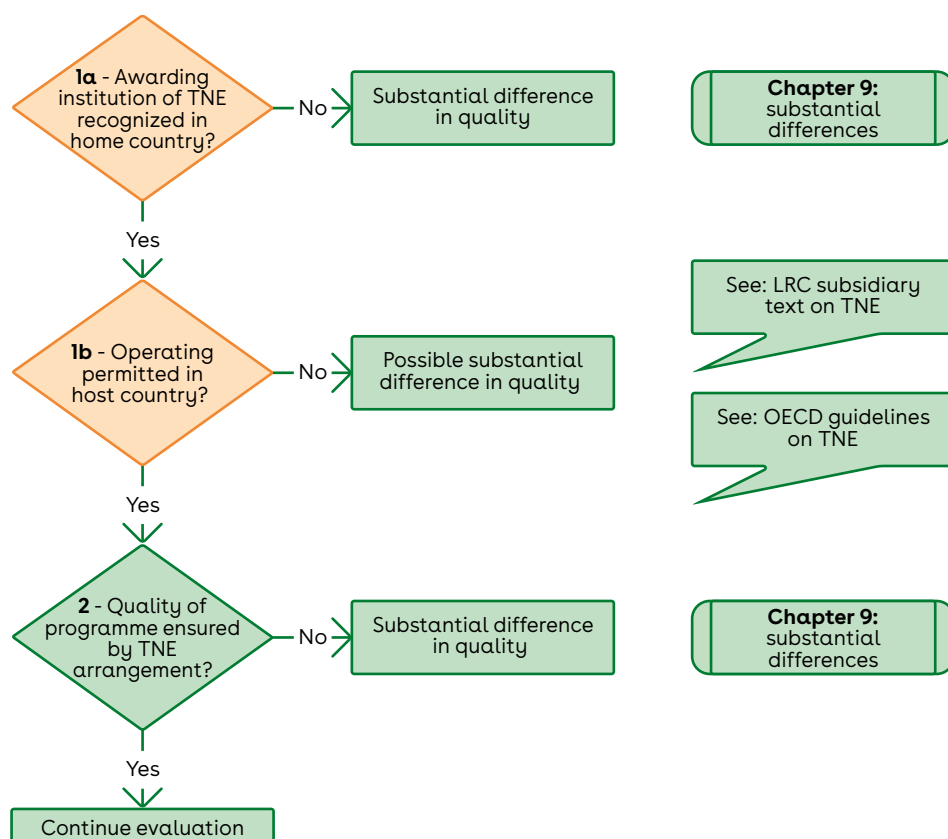 1a - Awarding
institution of TNE
recognized in
home country?
No
Substantial difference
in quality
Chapter 9:
substantial
differences
Yes
See: LRC subsidiary
text on TNE
1b - Operating
permitted in
host country?
No
Possible substantial
difference in quality
See: OECD guidelines
on TNE
Yes
2 - Quality of
programme ensured
by TNE
arrangement?
No
Substantial difference
in quality
Chapter 9:
substantial
differences
Yes
Continue evaluation